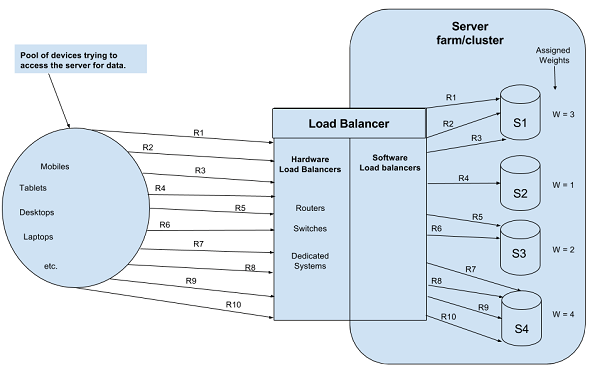 Server
farm/cluster
Assigned
Weights
Pool of devices trying to
access the server for data.
Mobiles
Tablets
Desktops
Laptops
etc.
R1
R2
R3
R4
R5
R6
R7
R8
R9
R10
Load Balancer
Hardware
Load Balancers
Routers
Switches
Dedicated
Systems
Software
Load balancers
R1
R2
R3
R4
R5
R6
R7
R8
R9
R10
S1
W = 3
S2
W = 1
S3
W = 2
S4
W = 4